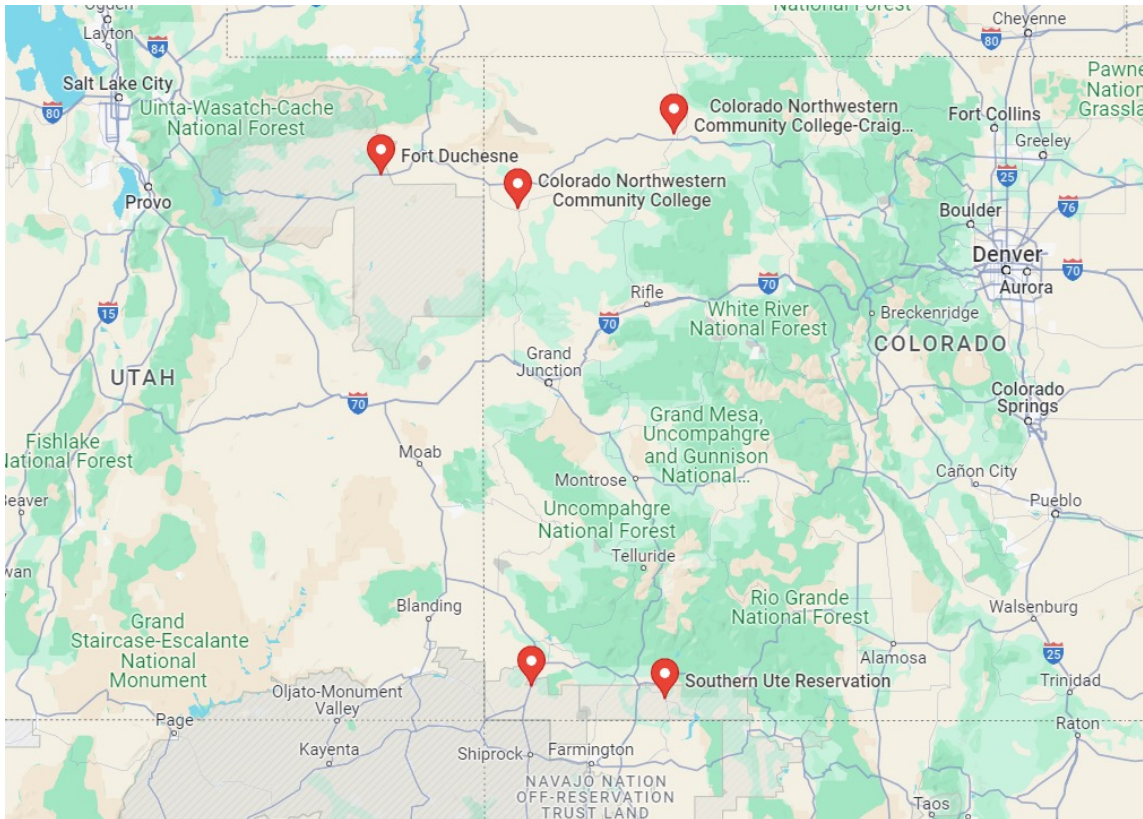 Ogden
Layton
84
Salt Lake City
80
Uinta-Wasatch-Cache
National Forest
National Forest
Cheyenne
80
Pawne
Nation
Grassla
Colorado Northwestern
Community College-Craig...
Fort Collins
Greeley
25
Fort Duchesne
Colorado Northwestern
Community College
Provo
Boulder
76
Denver
70
Aurora
15
Rifle
70
70
White River
National Forest
Breckenridge
COLORADO
Grand
Junction
UTAH
70
Colorado
Springs
Grand Mesa,
Uncompahgre
and Gunnison
National...
Fishlake
National Forest
Moab
Montrose
Cañon City
Pueblo
Beaver
Uncompahgre
National Forest
Telluride
wan
Rio Grande
National Forest
Walsenburg
Blanding
Grand
Staircase-Escalante
National
Monument
Alamosa
25
Southern Ute Reservation
Trinidad
Oljato-Monument
Valley
Page
Raton
Kayenta
Shiprock
Farmington
NAVAJO NATION
OFF-RESERVATION
TRUST LAND
Taos